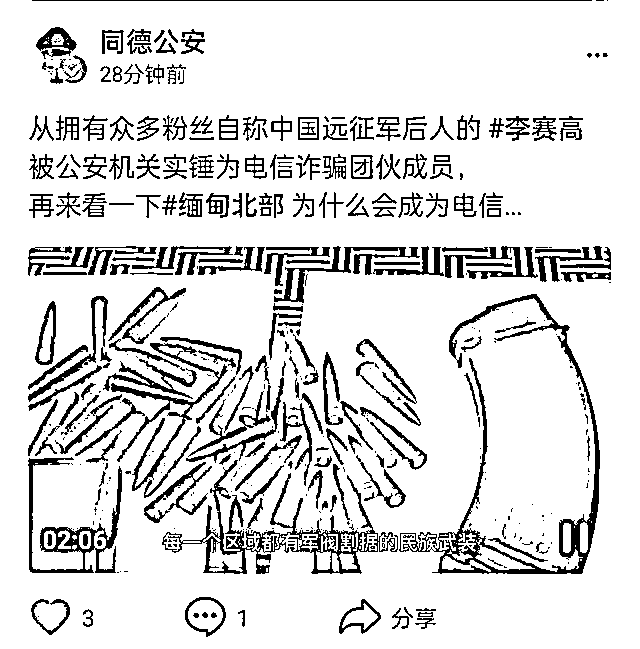 同德公安
28分钟前
从拥有众多粉丝自称中国远征军后人的 #李赛高
被公安机关实锤为电信诈骗团伙成员，
再来看一下#缅甸北部 为什么会成为电信...
02:06
每一个区域都有军阀割据的民族武装
3
1
分享